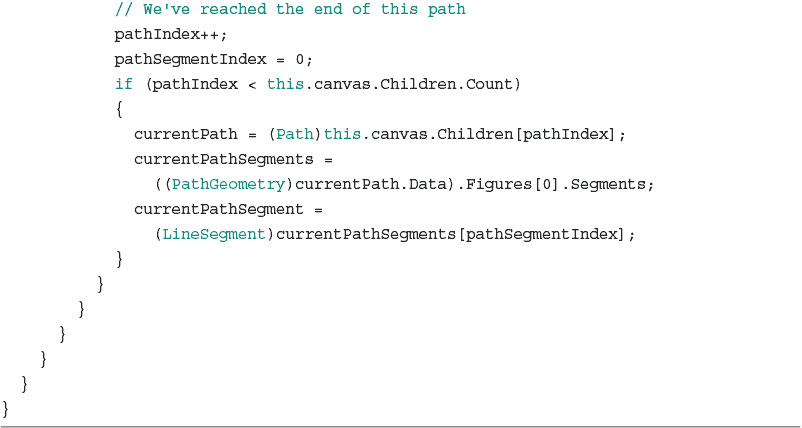 // We've reached the end of this path
pathIndex++;
pathSegmentIndex = 0;
if (pathIndex < this.canvas.Children.Count)
{
currentPath = (Path)this.canvas.Children[pathIndex];
currentPathSegments =
((PathGeometry)currentPath.Data).Figures[0].Segments;
currentPathSegment =
(LineSegment)currentPathSegments[pathSegmentIndex];
}
}
}
}
}
}
}